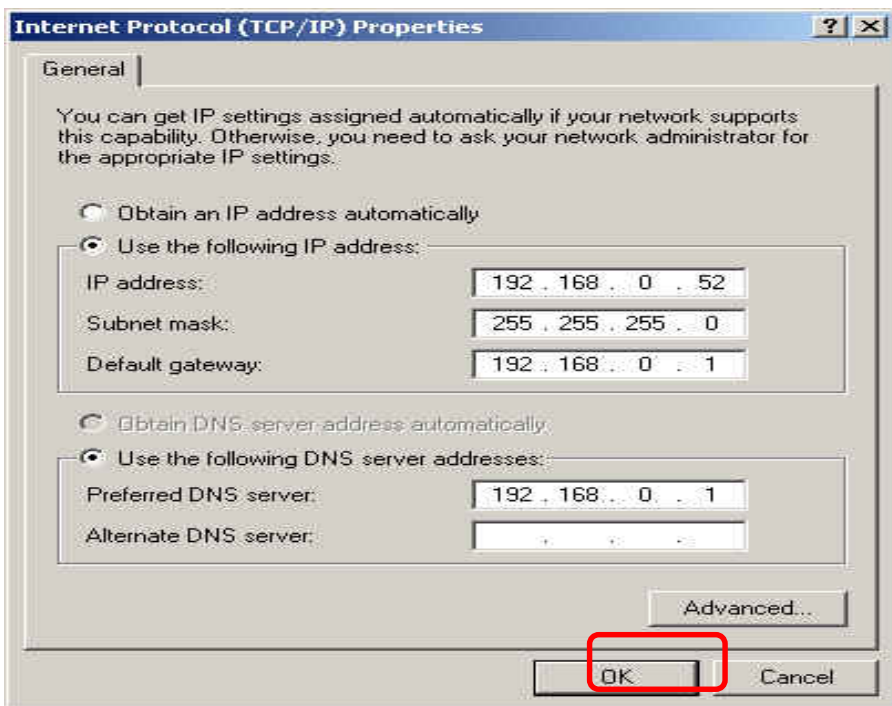 Internet Protocol (TCP/IP) Properties
General
You can get IP settings assigned automatically if your network supports
this capability. Otherwise, you need to ask your network administrator for
the appropriate IP settings.
Obtain an IP address automatically
Use the following IP address:
IP address: 192 . 168 . 0 . 52
Subnet mask: 255 . 255 . 255 . 0
Default gateway: 192 . 168 . 0 . 1
Obtain DNS server address automatically
Use the following DNS server addresses:
Preferred DNS server: 192 . 168 . 0 . 1
Alternate DNS server: . . .
Advanced...
OK Cancel